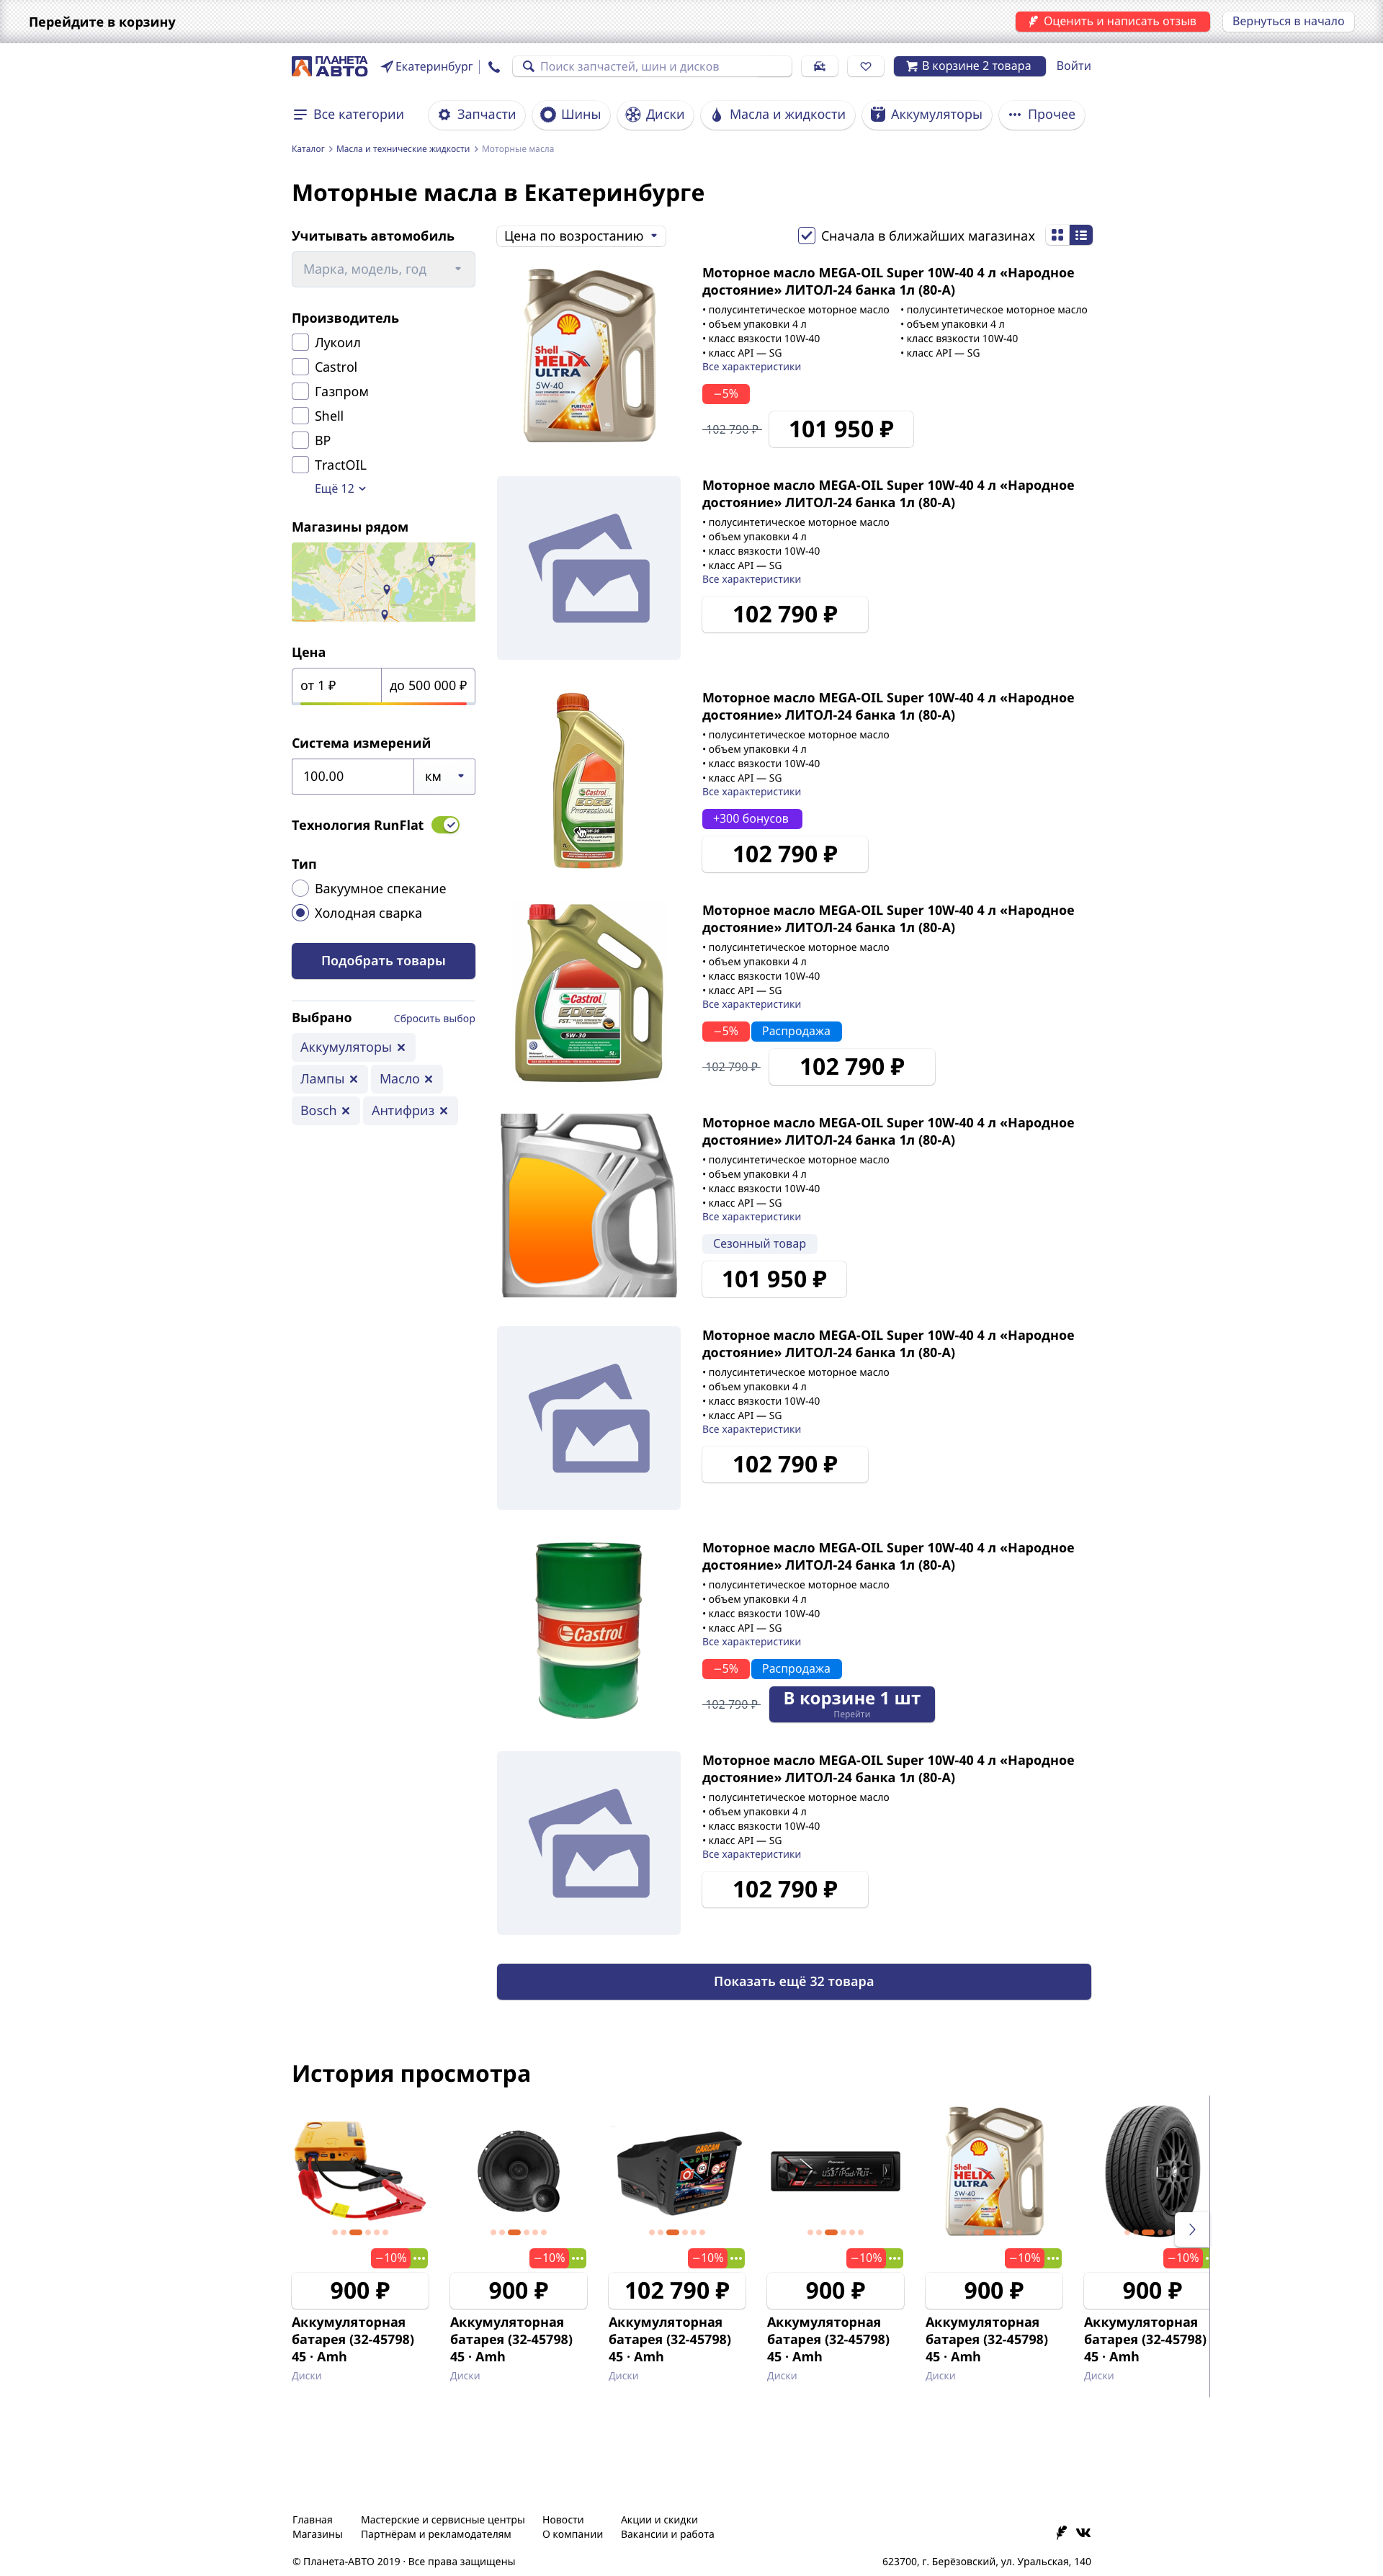 Перейдите в корзину
Оценить и написать отзыв
Вернуться в начало
ПЛАНЕТА
АВТО
Екатеринбург
Поиск запчастей, шин и дисков
В корзине 2 товара
Войти
Все категории
Запчасти
Шины
Диски
Масла и жидкости
Аккумуляторы
Прочее
Каталог > Масла и технические жидкости > Моторные масла
Моторные масла в Екатеринбурге
Учитывать автомобиль
Марка, модель, год
Производитель
Лукоил
Castrol
Газпром
Shell
BP
TractOIL
Ещё 12
Магазины рядом
Цена
от 1 ₽
до 500 000 ₽
Система измерений
100.00
км
Технология RunFlat
Тип
Вакуумное спекание
Холодная сварка
Подобрать товары
Выбрано
Сбросить выбор
Аккумуляторы
Лампы
Масло
Bosch
Антифриз
Цена по возростанию
Сначала в ближайших магазинах
Shell
HELIX
ULTRA
5W-40
Моторное масло MEGA-OIL Super 10W-40 4 л «Народное
достояние» ЛИТОЛ-24 банка 1л (80-А)
• полусинтетическое моторное масло
• объем упаковки 4 л
• класс вязкости 10W-40
• класс API — SG
• полусинтетическое моторное масло
• объем упаковки 4 л
• класс вязкости 10W-40
• класс API — SG
Все характеристики
−5%
102 790 ₽
101 950 ₽
Моторное масло MEGA-OIL Super 10W-40 4 л «Народное
достояние» ЛИТОЛ-24 банка 1л (80-А)
• полусинтетическое моторное масло
• объем упаковки 4 л
• класс вязкости 10W-40
• класс API — SG
Все характеристики
102 790 ₽
Castrol
EDGE
Professional
Моторное масло MEGA-OIL Super 10W-40 4 л «Народное
достояние» ЛИТОЛ-24 банка 1л (80-А)
• полусинтетическое моторное масло
• объем упаковки 4 л
• класс вязкости 10W-40
• класс API — SG
Все характеристики
+300 бонусов
102 790 ₽
Castrol
EDGE
5W-30
Моторное масло MEGA-OIL Super 10W-40 4 л «Народное
достояние» ЛИТОЛ-24 банка 1л (80-А)
• полусинтетическое моторное масло
• объем упаковки 4 л
• класс вязкости 10W-40
• класс API — SG
Все характеристики
−5%
Распродажа
102 790 ₽
102 790 ₽
Моторное масло MEGA-OIL Super 10W-40 4 л «Народное
достояние» ЛИТОЛ-24 банка 1л (80-А)
• полусинтетическое моторное масло
• объем упаковки 4 л
• класс вязкости 10W-40
• класс API — SG
Все характеристики
Сезонный товар
101 950 ₽
Моторное масло MEGA-OIL Super 10W-40 4 л «Народное
достояние» ЛИТОЛ-24 банка 1л (80-А)
• полусинтетическое моторное масло
• объем упаковки 4 л
• класс вязкости 10W-40
• класс API — SG
Все характеристики
102 790 ₽
Castrol
Моторное масло MEGA-OIL Super 10W-40 4 л «Народное
достояние» ЛИТОЛ-24 банка 1л (80-А)
• полусинтетическое моторное масло
• объем упаковки 4 л
• класс вязкости 10W-40
• класс API — SG
Все характеристики
−5%
Распродажа
102 790 ₽
В корзине 1 шт
Перейти
Моторное масло MEGA-OIL Super 10W-40 4 л «Народное
достояние» ЛИТОЛ-24 банка 1л (80-А)
• полусинтетическое моторное масло
• объем упаковки 4 л
• класс вязкости 10W-40
• класс API — SG
Все характеристики
102 790 ₽
Показать ещё 32 товара
История просмотра
−10%
900 ₽
Аккумуляторная
батарея (32-45798)
45 · Amh
Диски
−10%
900 ₽
Аккумуляторная
батарея (32-45798)
45 · Amh
Диски
CARCAM
−10%
102 790 ₽
Аккумуляторная
батарея (32-45798)
45 · Amh
Диски
−10%
900 ₽
Аккумуляторная
батарея (32-45798)
45 · Amh
Диски
Shell
HELIX
ULTRA
5W-40
−10%
900 ₽
Аккумуляторная
батарея (32-45798)
45 · Amh
Диски
−10%
900 ₽
Аккумуляторная
батарея (32-45798)
45 · Amh
Диски
Главная
Магазины
Мастерские и сервисные центры
Партнёрам и рекламодателям
Новости
О компании
Акции и скидки
Вакансии и работа
© Планета-АВТО 2019 · Все права защищены
623700, г. Берёзовский, ул. Уральская, 140